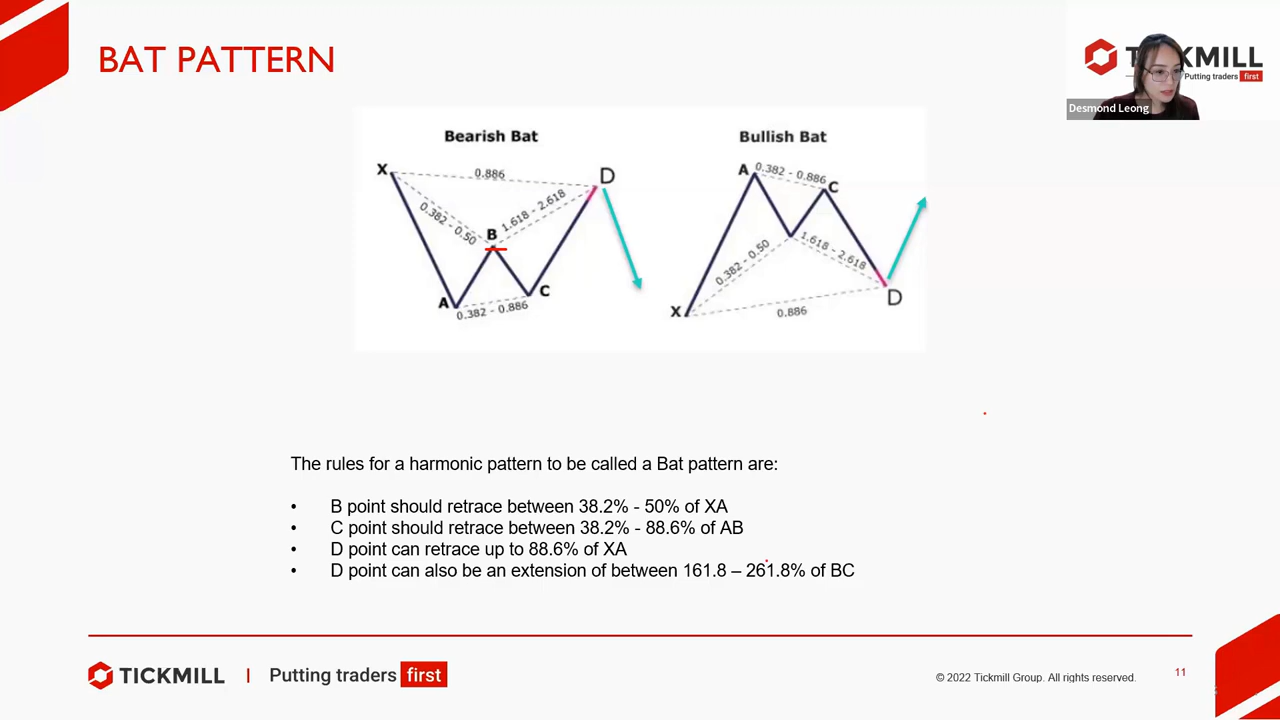 BAT PATTERN
TICKMILL
Putting traders first
Desmond Leong
Bearish Bat
Bullish Bat
X
0.886
D
0.382 - 0.50
1.618 - 2.618
B
A
C
0.382 - 0.886
A
0.382 - 0.886
C
0.382 - 0.50
1.618 - 2.618
D
X
0.886
The rules for a harmonic pattern to be called a Bat pattern are:
• B point should retrace between 38.2% - 50% of XA
• C point should retrace between 38.2% - 88.6% of AB
• D point can retrace up to 88.6% of XA
• D point can also be an extension of between 161.8 – 261.8% of BC
TICKMILL | Putting traders first
© 2022 Tickmill Group. All rights reserved.
11